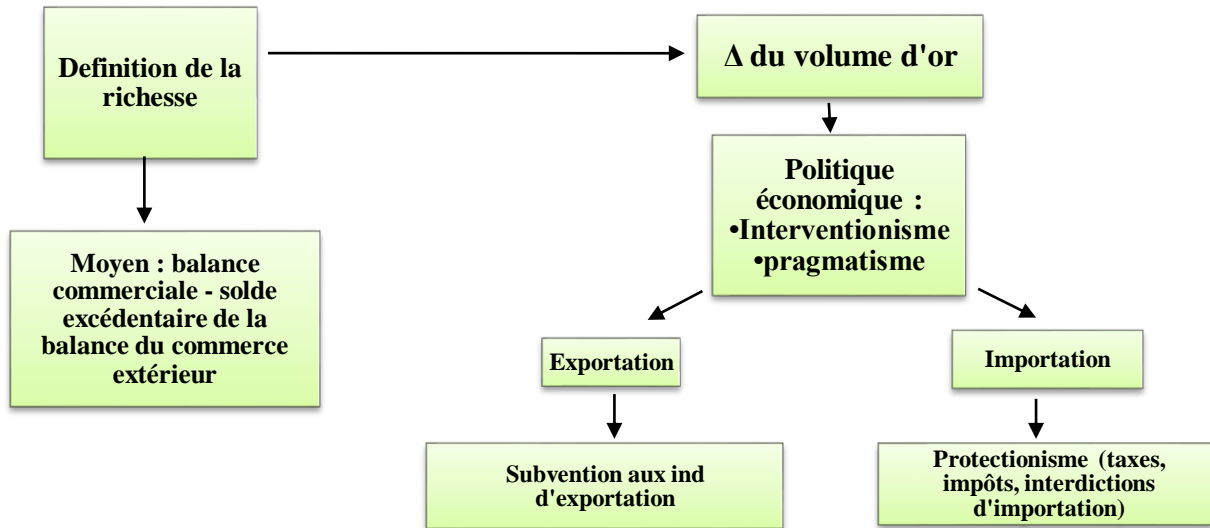 Definition de la
richesse
Δ du volume d'or
Politique
économique :
•Interventionisme
•pragmatisme
Moyen : balance
commerciale - solde
excédentaire de la
balance du commerce
extérieur
Exportation
Importation
Subvention aux ind
d'exportation
Protectionisme (taxes,
impôts, interdictions
d'importation)